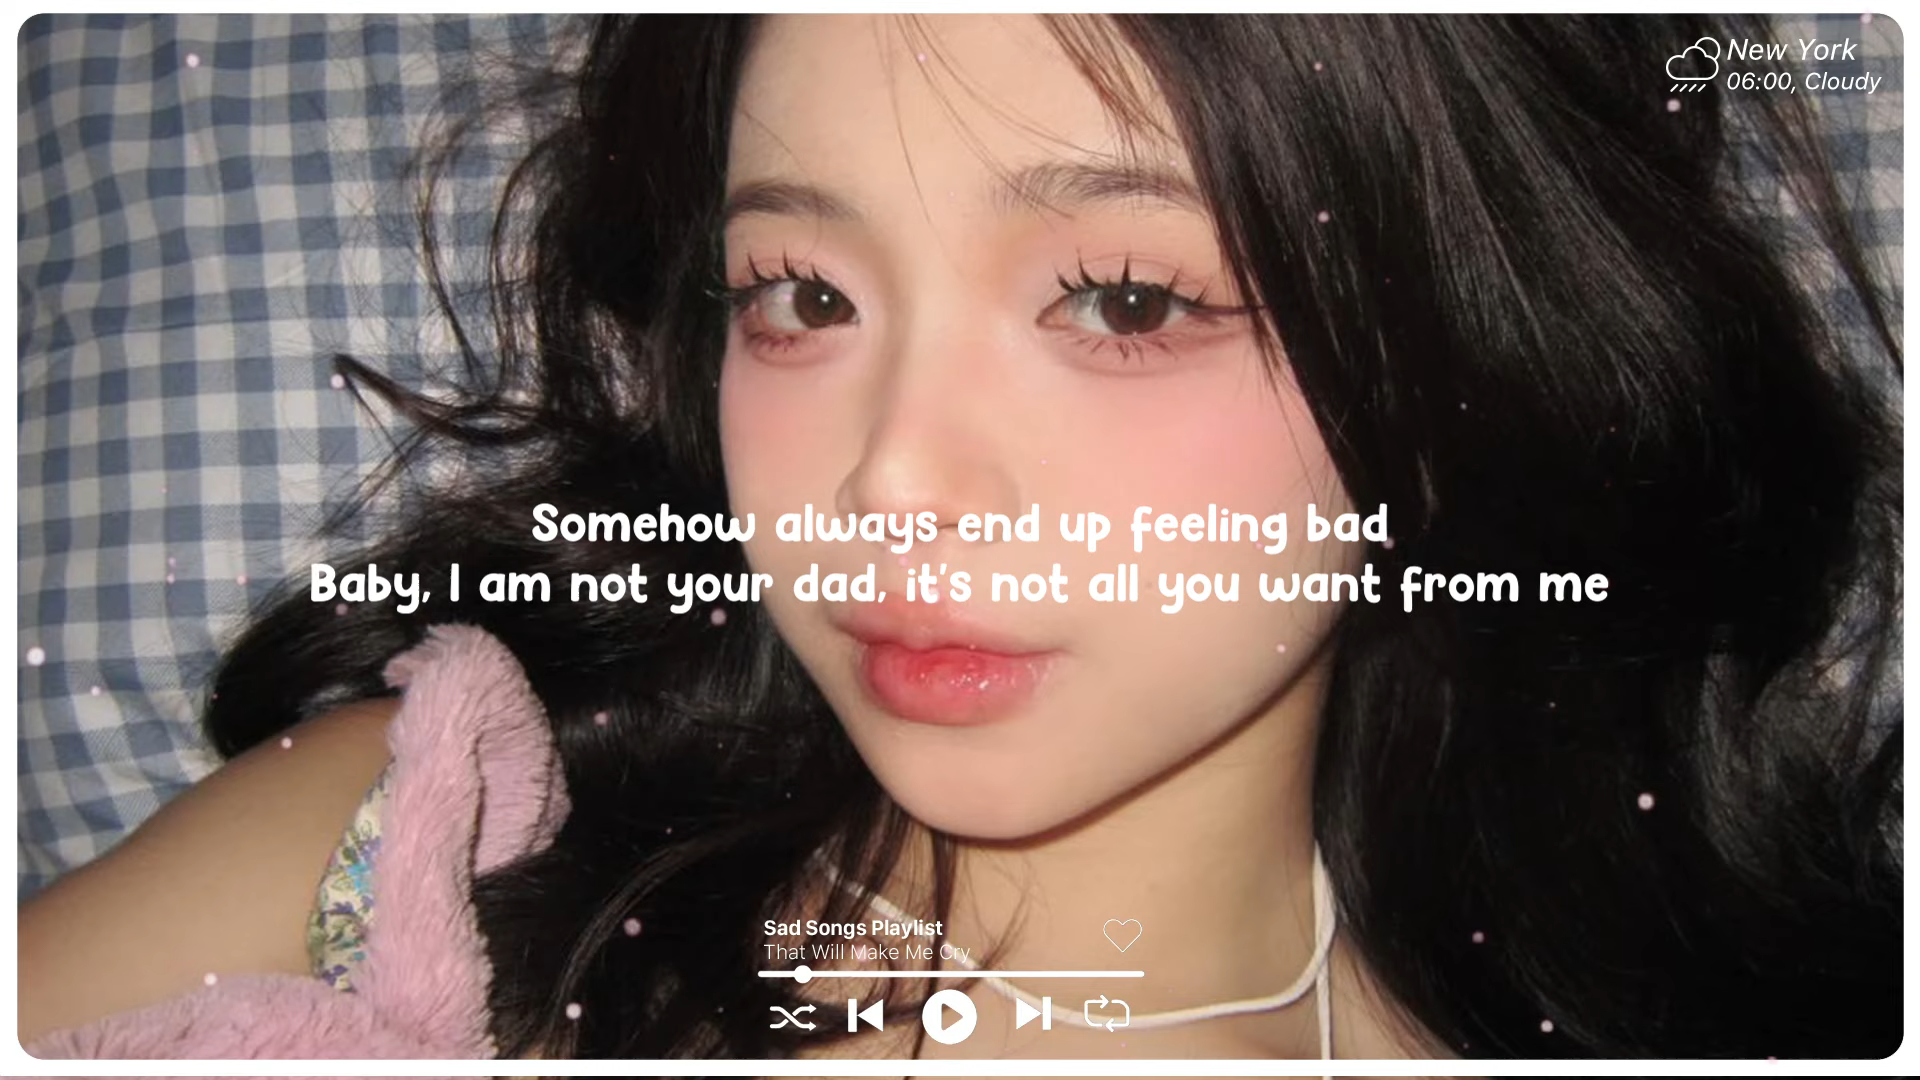 New York
06:00, Cloudy
Somehow always end up feeling bad
Baby, I am not your dad, it's not all you want from me
Sad Songs Playlist
That Will Make Me Cry